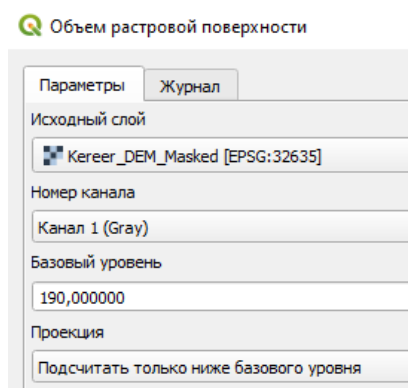 Объем растровой поверхности
Параметры Журнал
Исходный слой
Kereer_DEM_Masked [EPSG:32635]
Номер канала
Канал 1 (Gray)
Базовый уровень
190,000000
Проекция
Подсчитать только ниже базового уровня